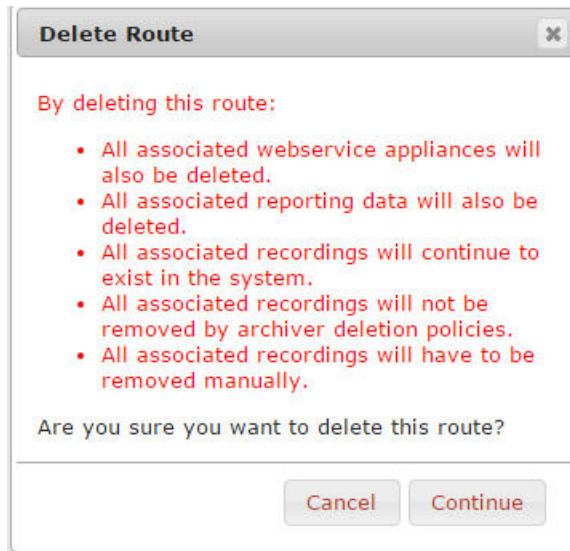 Delete Route
By deleting this route:
• All associated webservice appliances will
also be deleted.
• All associated reporting data will also be
deleted.
• All associated recordings will continue to
exist in the system.
• All associated recordings will not be
removed by archiver deletion policies.
• All associated recordings will have to be
removed manually.
Are you sure you want to delete this route?
Cancel Continue